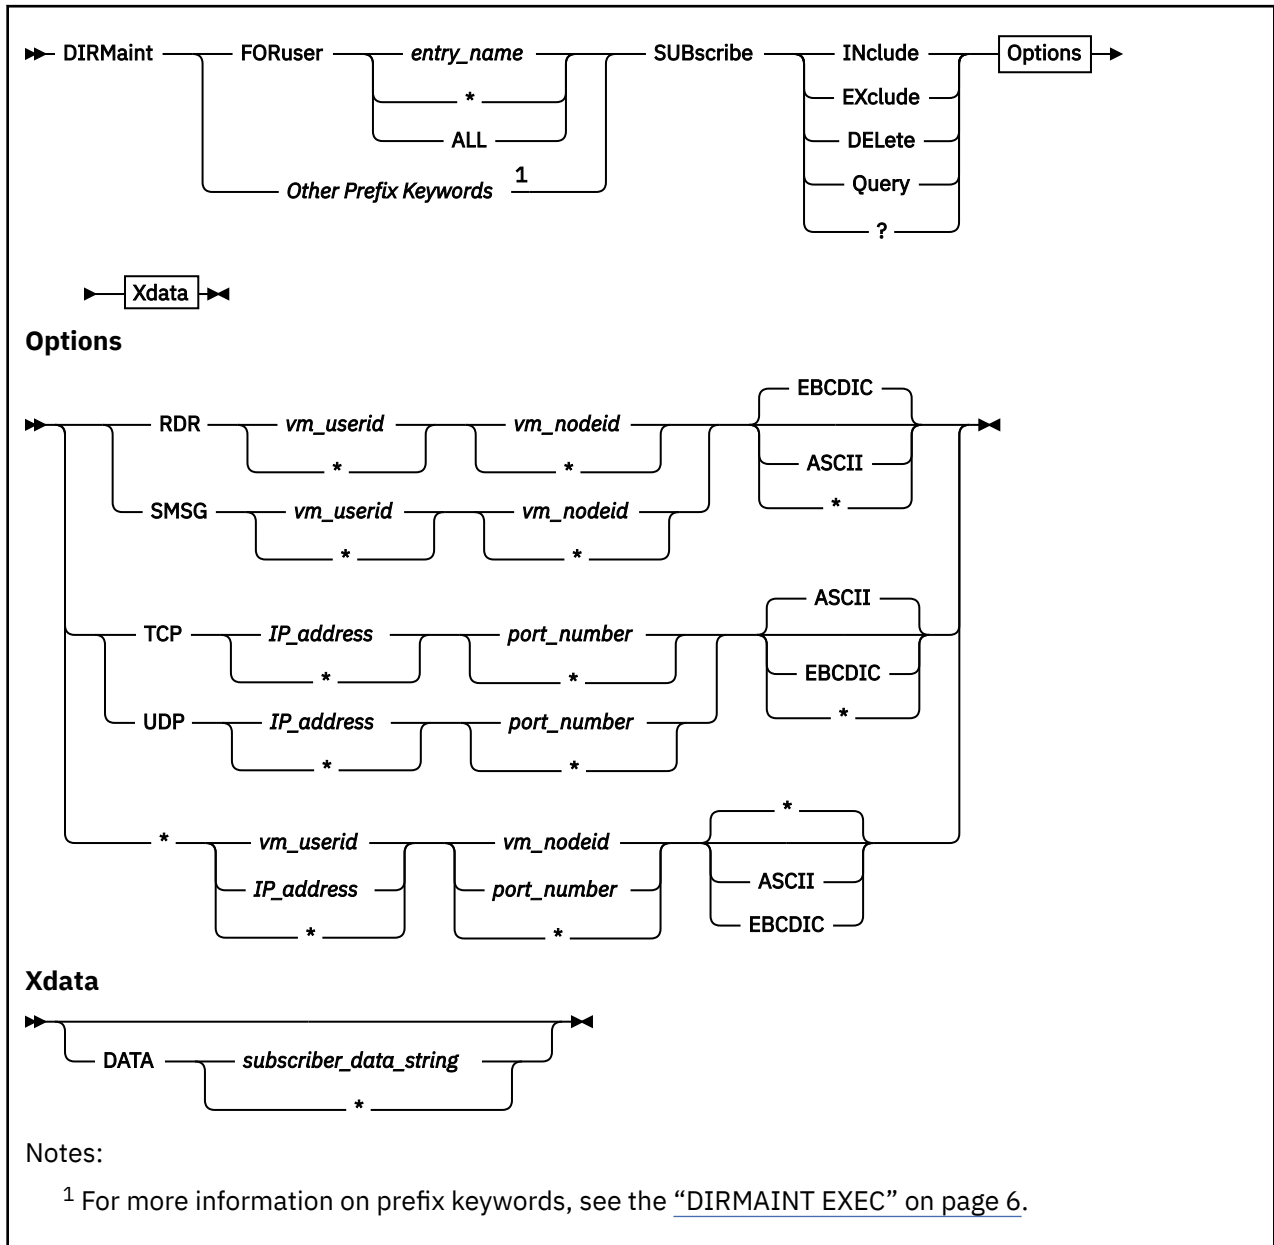 DIRMaint FORuser entry_name SUBscribe INclude Options
* EXclude
ALL DELete
Other Prefix Keywords 1 Query
?
Xdata
Options
EBCDIC
RDR vm_userid vm_nodeid
* * ASCII
SMSG vm_userid vm_nodeid *
* *
ASCII
TCP IP_address port_number
* * EBCDIC
UDP IP_address port_number *
* *
*
* vm_userid vm_nodeid
IP_address port_number ASCII
* * EBCDIC
Xdata
DATA subscriber_data_string
*
Notes:
1 For more information on prefix keywords, see the “DIRMAINT EXEC” on page 6.